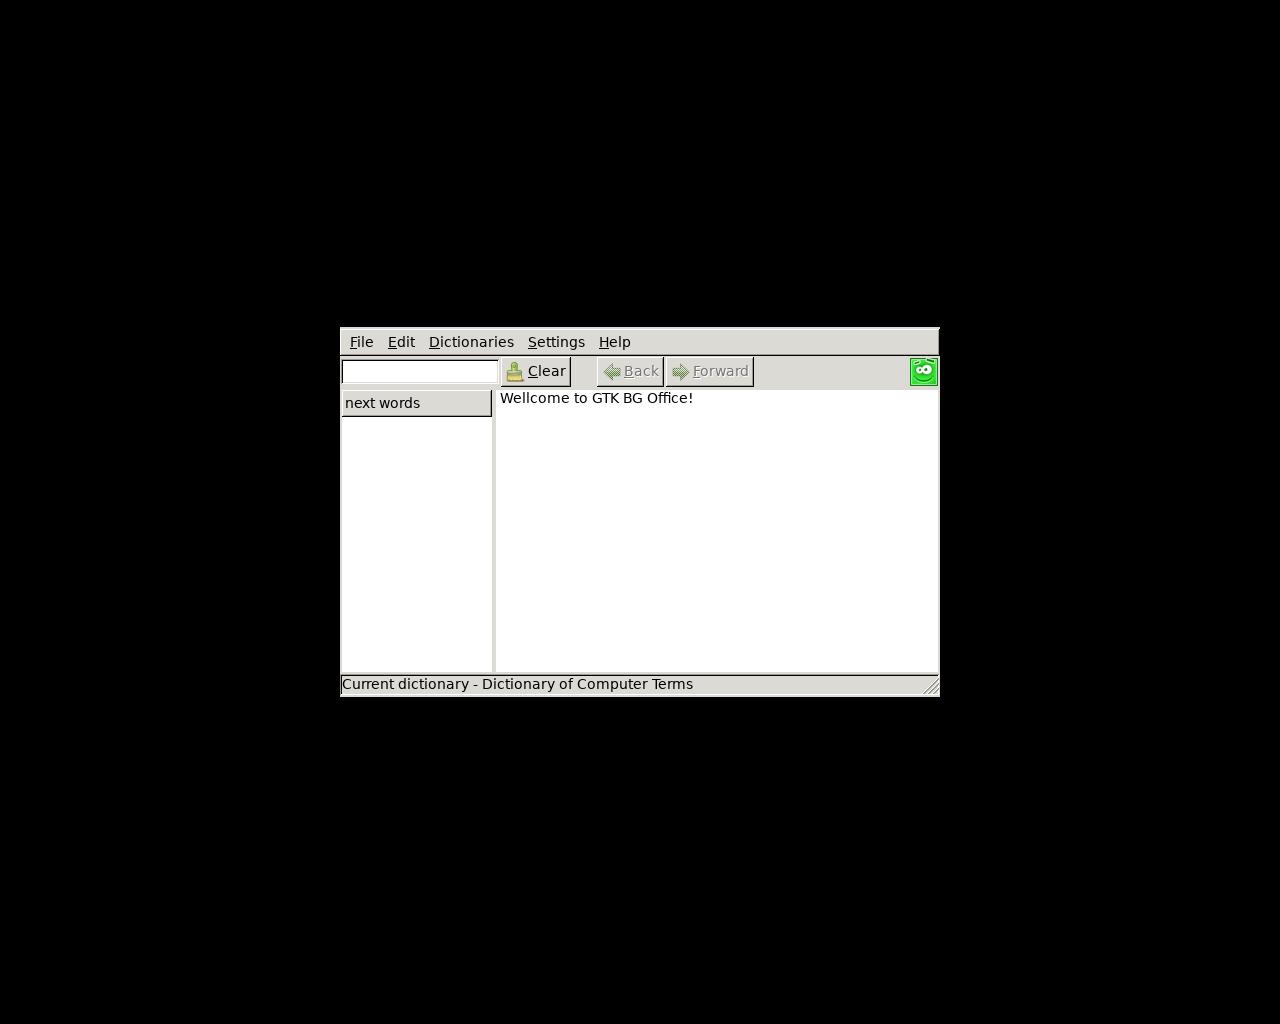 File Edit Dictionaries Settings Help
Clear Back Forward
next words
Wellcome to GTK BG Office!
Current dictionary - Dictionary of Computer Terms